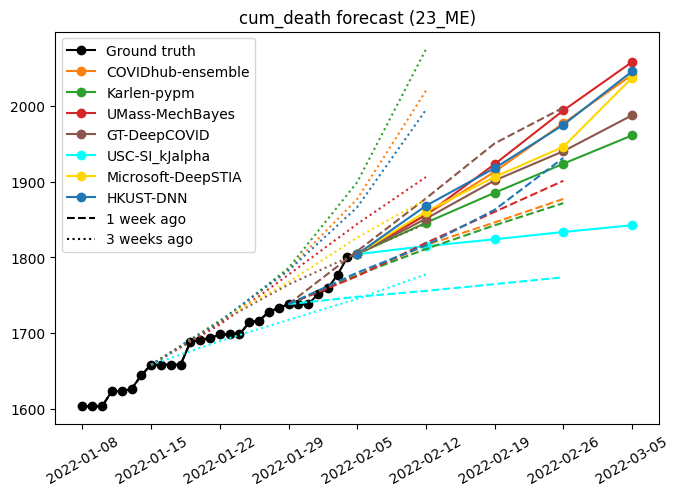 cum_death forecast (23_ME)
Ground truth
COVIDhub-ensemble
Karlen-pypm
UMass-MechBayes
GT-DeepCOVID
USC-SI_kJalpha
Microsoft-DeepSTIA
HKUST-DNN
1 week ago
3 weeks ago
2000
1900
1800
1700
1600
2022-01-08
2022-01-15
2022-01-22
2022-01-29
2022-02-05
2022-02-12
2022-02-19
2022-02-26
2022-03-05